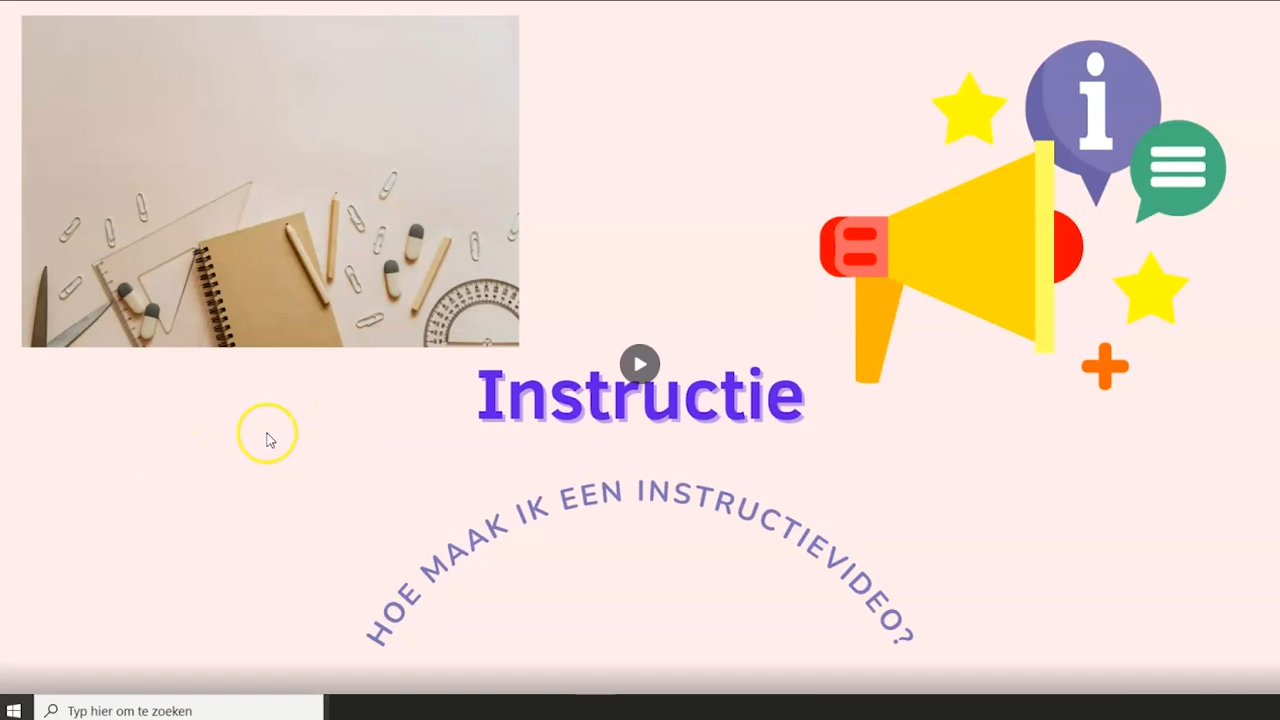 i
Instructie
HOE MAAK IK EEN INSTRUCTIEVIDEO?
Typ hier om te zoeken